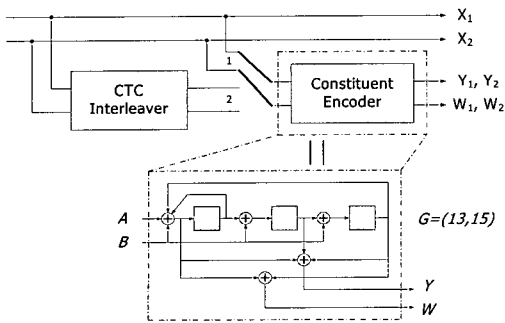 X1
X2
1
CTC
Interleaver
2
Constituent
Encoder
Y1, Y2
W1, W2
A
B
G=(13,15)
Y
W